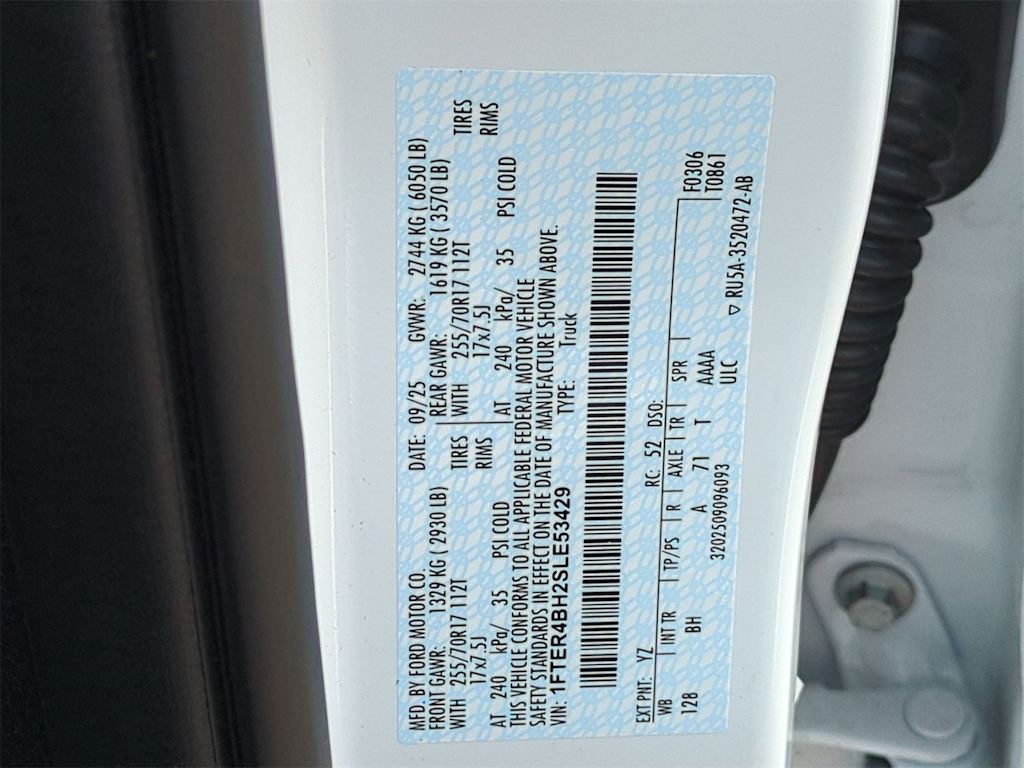 MFD. BY FORD MOTOR CO. DATE: 09/25 GVWR: 2744 KG ( 6050 LB)
FRONT GAWR: 1329 KG ( 2930 LB) REAR GAWR: 1619 KG ( 3570 LB)
WITH 255/70R17 112T TIRES WITH 255/70R17 112T TIRES
17x7.5J RIMS 17x7.5J RIMS
AT 240 kPa/ 35 PSI COLD AT 240 kPa/ 35 PSI COLD
THIS VEHICLE CONFORMS TO ALL APPLICABLE FEDERAL MOTOR VEHICLE
SAFETY STANDARDS IN EFFECT ON THE DATE OF MANUFACTURE SHOWN ABOVE.
VIN: 1FTER4BH2SLE53429 TYPE: Truck
EXT PNT: YZ RC: 52 DSO: F0306
WB INT TR TP/PS R AXLE TR SPR T0861
128 BH A 71 T AAAA
ULC
3202509096093 ▽ RU5A-3520472-AB